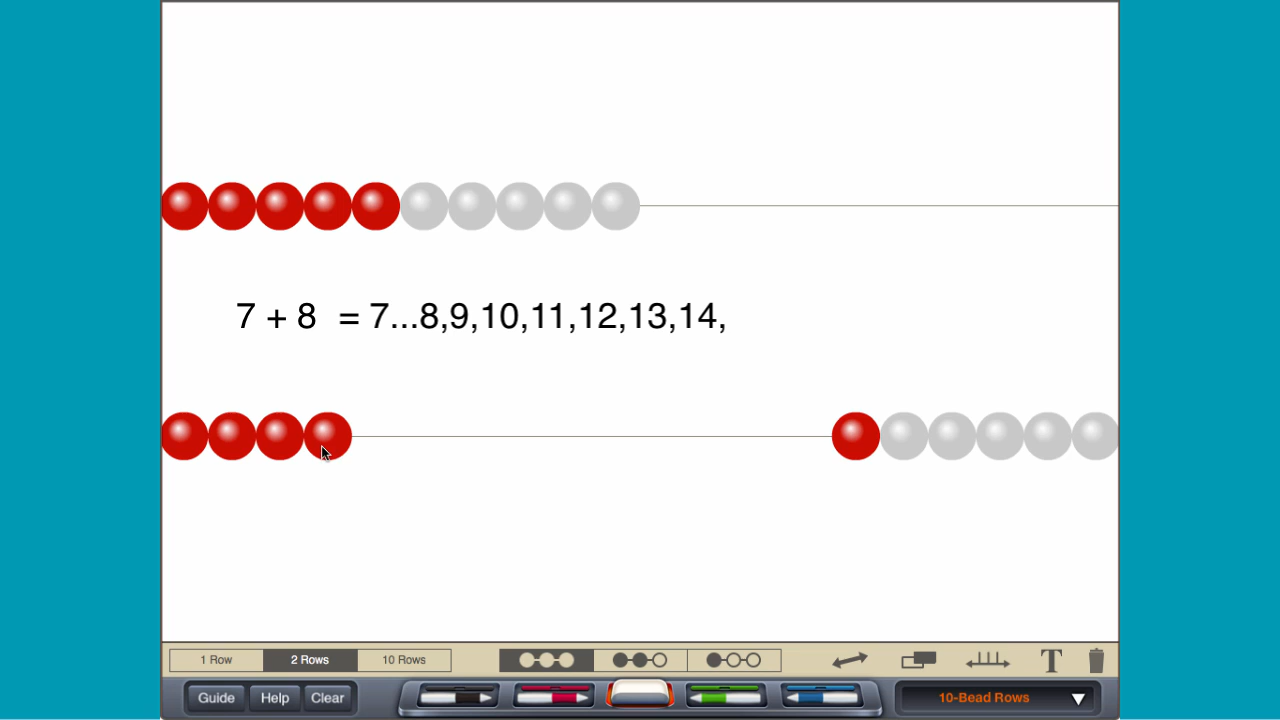 7 + 8 = 7...8,9,10,11,12,13,14,
1 Row 2 Rows 10 Rows
T
Guide Help Clear 10-Bead Rows